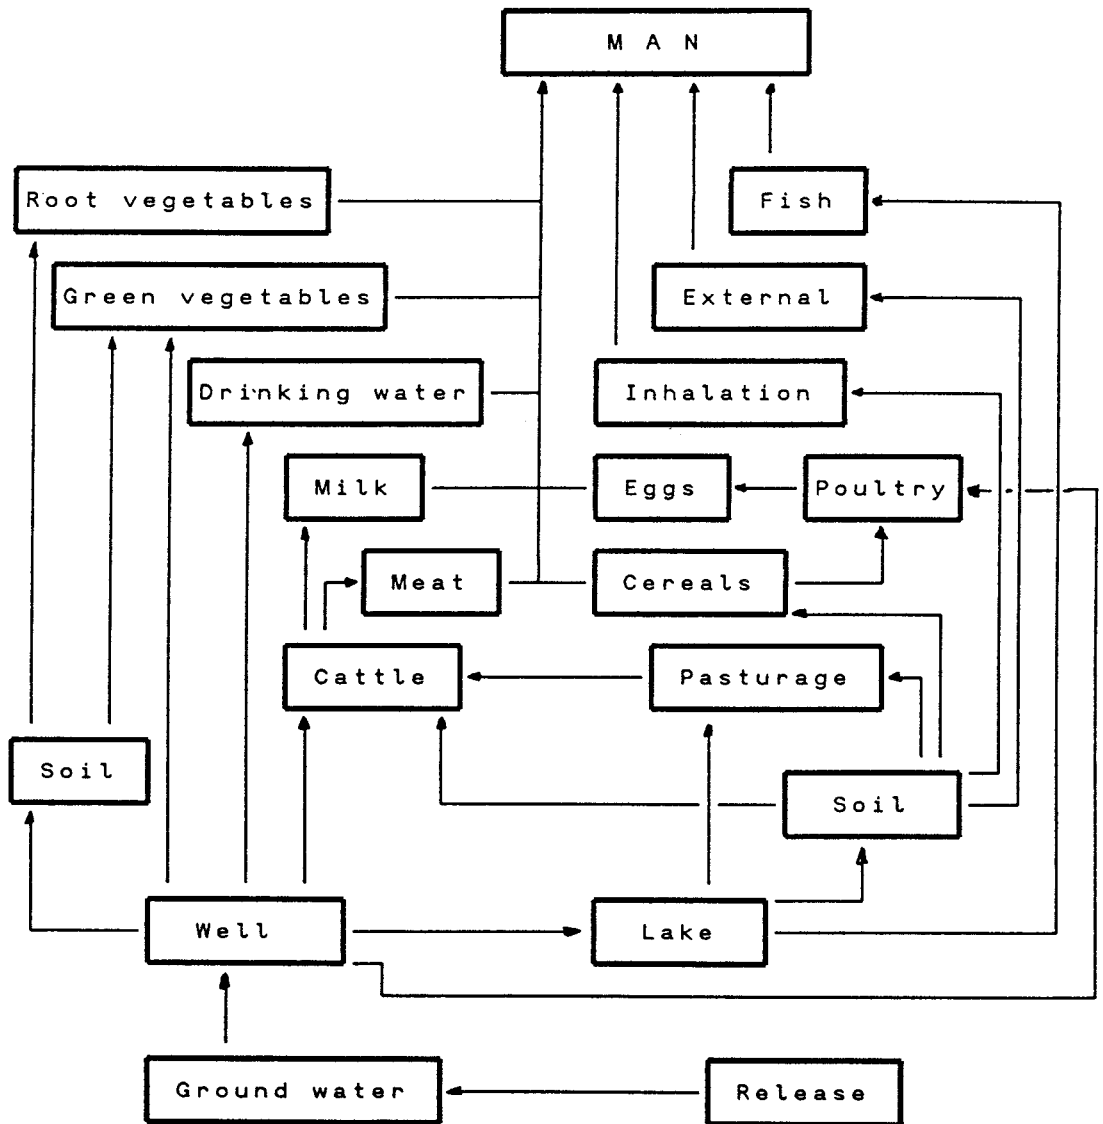 M A N
Root vegetables
Fish
Green vegetables
External
Drinking water
Inhalation
Milk
Eggs
Poultry
Meat
Cereals
Cattle
Pasturage
Soil
Soil
Well
Lake
Ground water
Release